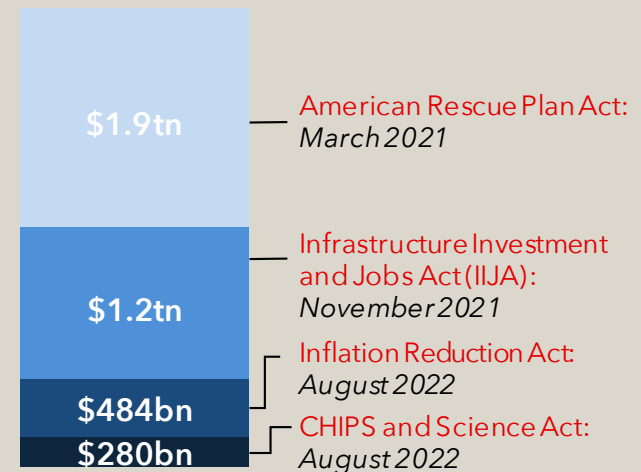 $1.9tn
American Rescue Plan Act:
March 2021
Infrastructure Investment
and Jobs Act (IIJA):
November 2021
$1.2tn
Inflation Reduction Act:
August 2022
$484bn
CHIPS and Science Act:
August 2022
$280bn